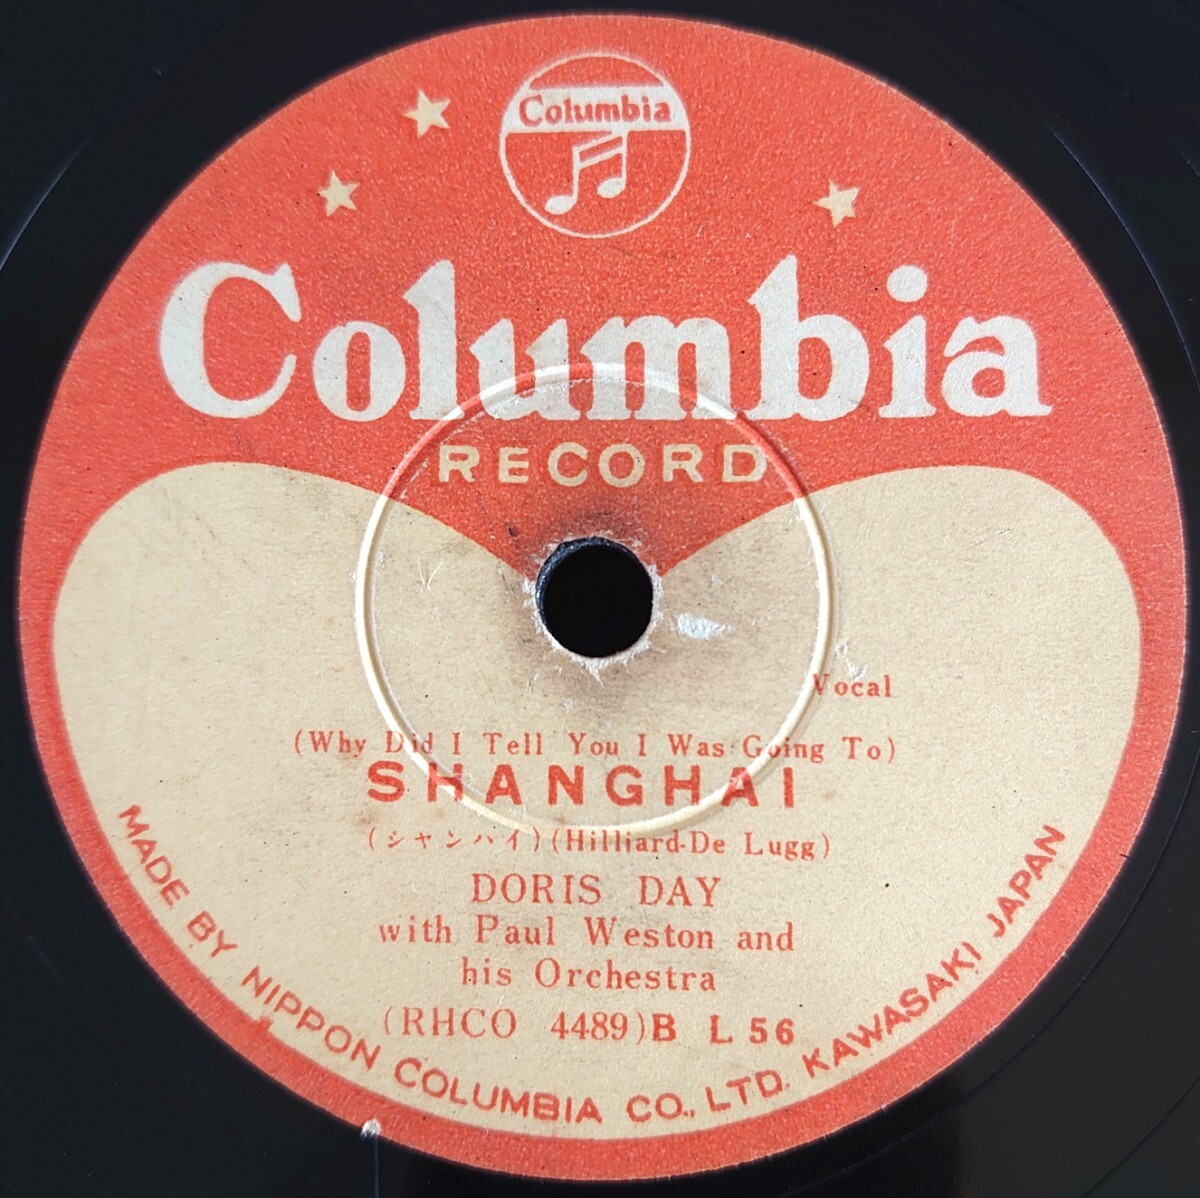 Columbia
Columbia
RECORD
Vocal
(Why Did I Tell You I Was Going To)
SHANGHAI
(シャンハイ)(Hilliard-De Lugg)
DORIS DAY
with Paul Weston and
his Orchestra
(RHCO 4489)B L 56
MADE BY NIPPON COLUMBIA CO., LTD. KAWASAKI JAPAN